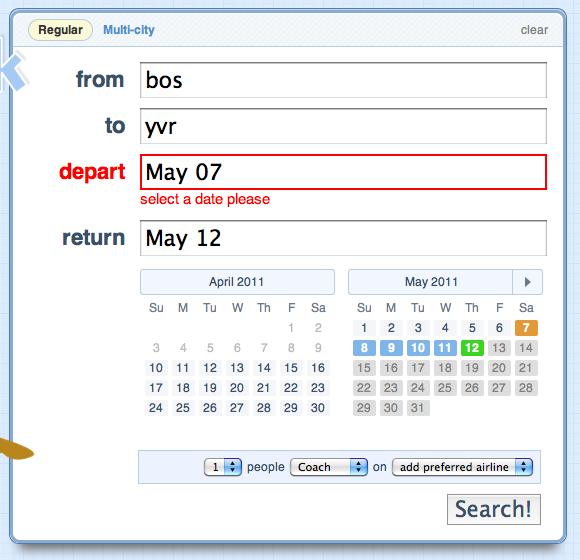 Regular Multi-city clear
from bos
to yvr
depart May 07
select a date please
return May 12
April 2011 May 2011
Su M Tu W Th F Sa Su M Tu W Th F Sa
1 2 1 2 3 4 5 6 7
3 4 5 6 7 8 9 8 9 10 11 12 13 14
10 11 12 13 14 15 16 15 16 17 18 19 20 21
17 18 19 20 21 22 23 22 23 24 25 26 27 28
24 25 26 27 28 29 30 29 30 31
1 people Coach on add preferred airline
Search!